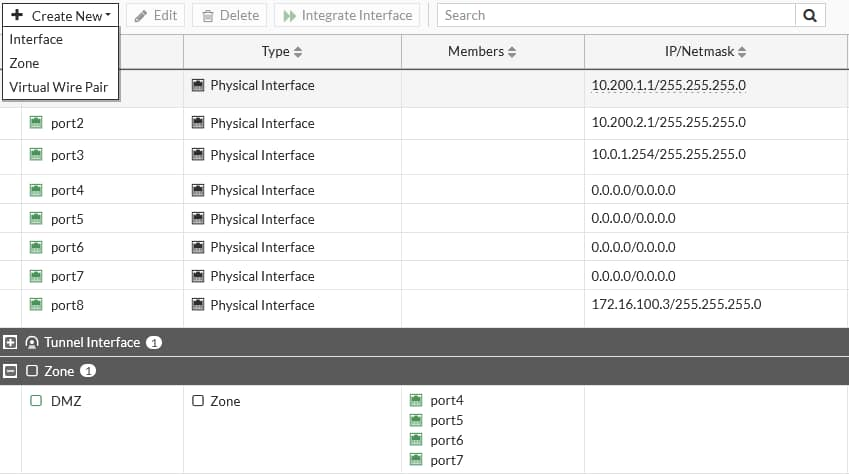 + Create New Edit Delete Integrate Interface Search
Interface
Zone
Virtual Wire Pair
Type Members IP/Netmask
Physical Interface 10.200.1.1/255.255.255.0
port2 Physical Interface 10.200.2.1/255.255.255.0
port3 Physical Interface 10.0.1.254/255.255.255.0
port4 Physical Interface 0.0.0.0/0.0.0.0
port5 Physical Interface 0.0.0.0/0.0.0.0
port6 Physical Interface 0.0.0.0/0.0.0.0
port7 Physical Interface 0.0.0.0/0.0.0.0
port8 Physical Interface 172.16.100.3/255.255.255.0
Tunnel Interface 1
Zone 1
DMZ Zone port4
port5
port6
port7